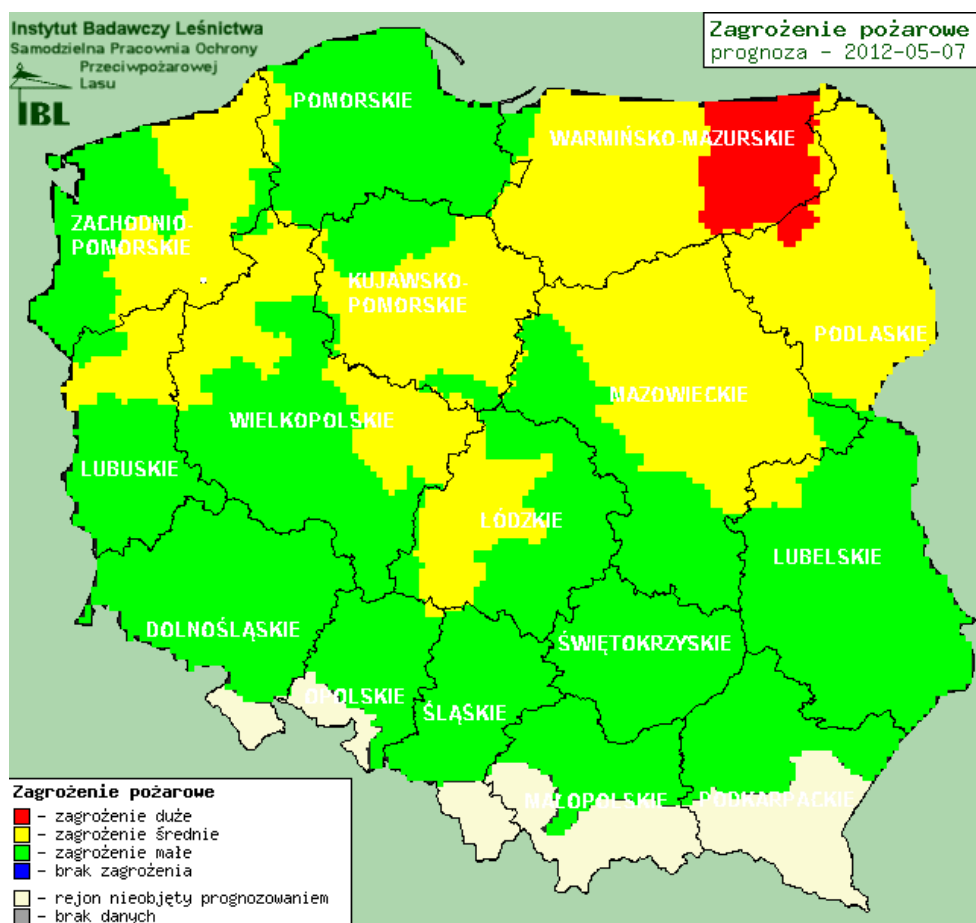 Instytut Badawczy Leśnictwa
Samodzielna Pracownia Ochrony
Przeciwpożarowej
Lasu
IBL
Zagrożenie pożarowe
prognoza - 2012-05-07
POMORSKIE
WARMIŃSKO-MAZURSKIE
ZACHODNIO-
POMORSKIE
KUJAWSKO-
POMORSKIE
PODLASKIE
MAZOWIECKIE
WIELKOPOLSKIE
LUBUSKIE
ŁÓDZKIE
LUBELSKIE
DOLNOŚLĄSKIE
ŚWIĘTOKRZYSKIE
OPOLSKIE
ŚLĄSKIE
MAŁOPOLSKIE
PODKARPACKIE
Zagrożenie pożarowe
- zagrożenie duże
- zagrożenie średnie
- zagrożenie małe
- brak zagrożenia
- rejon nieobjęty prognozowaniem
- brak danych